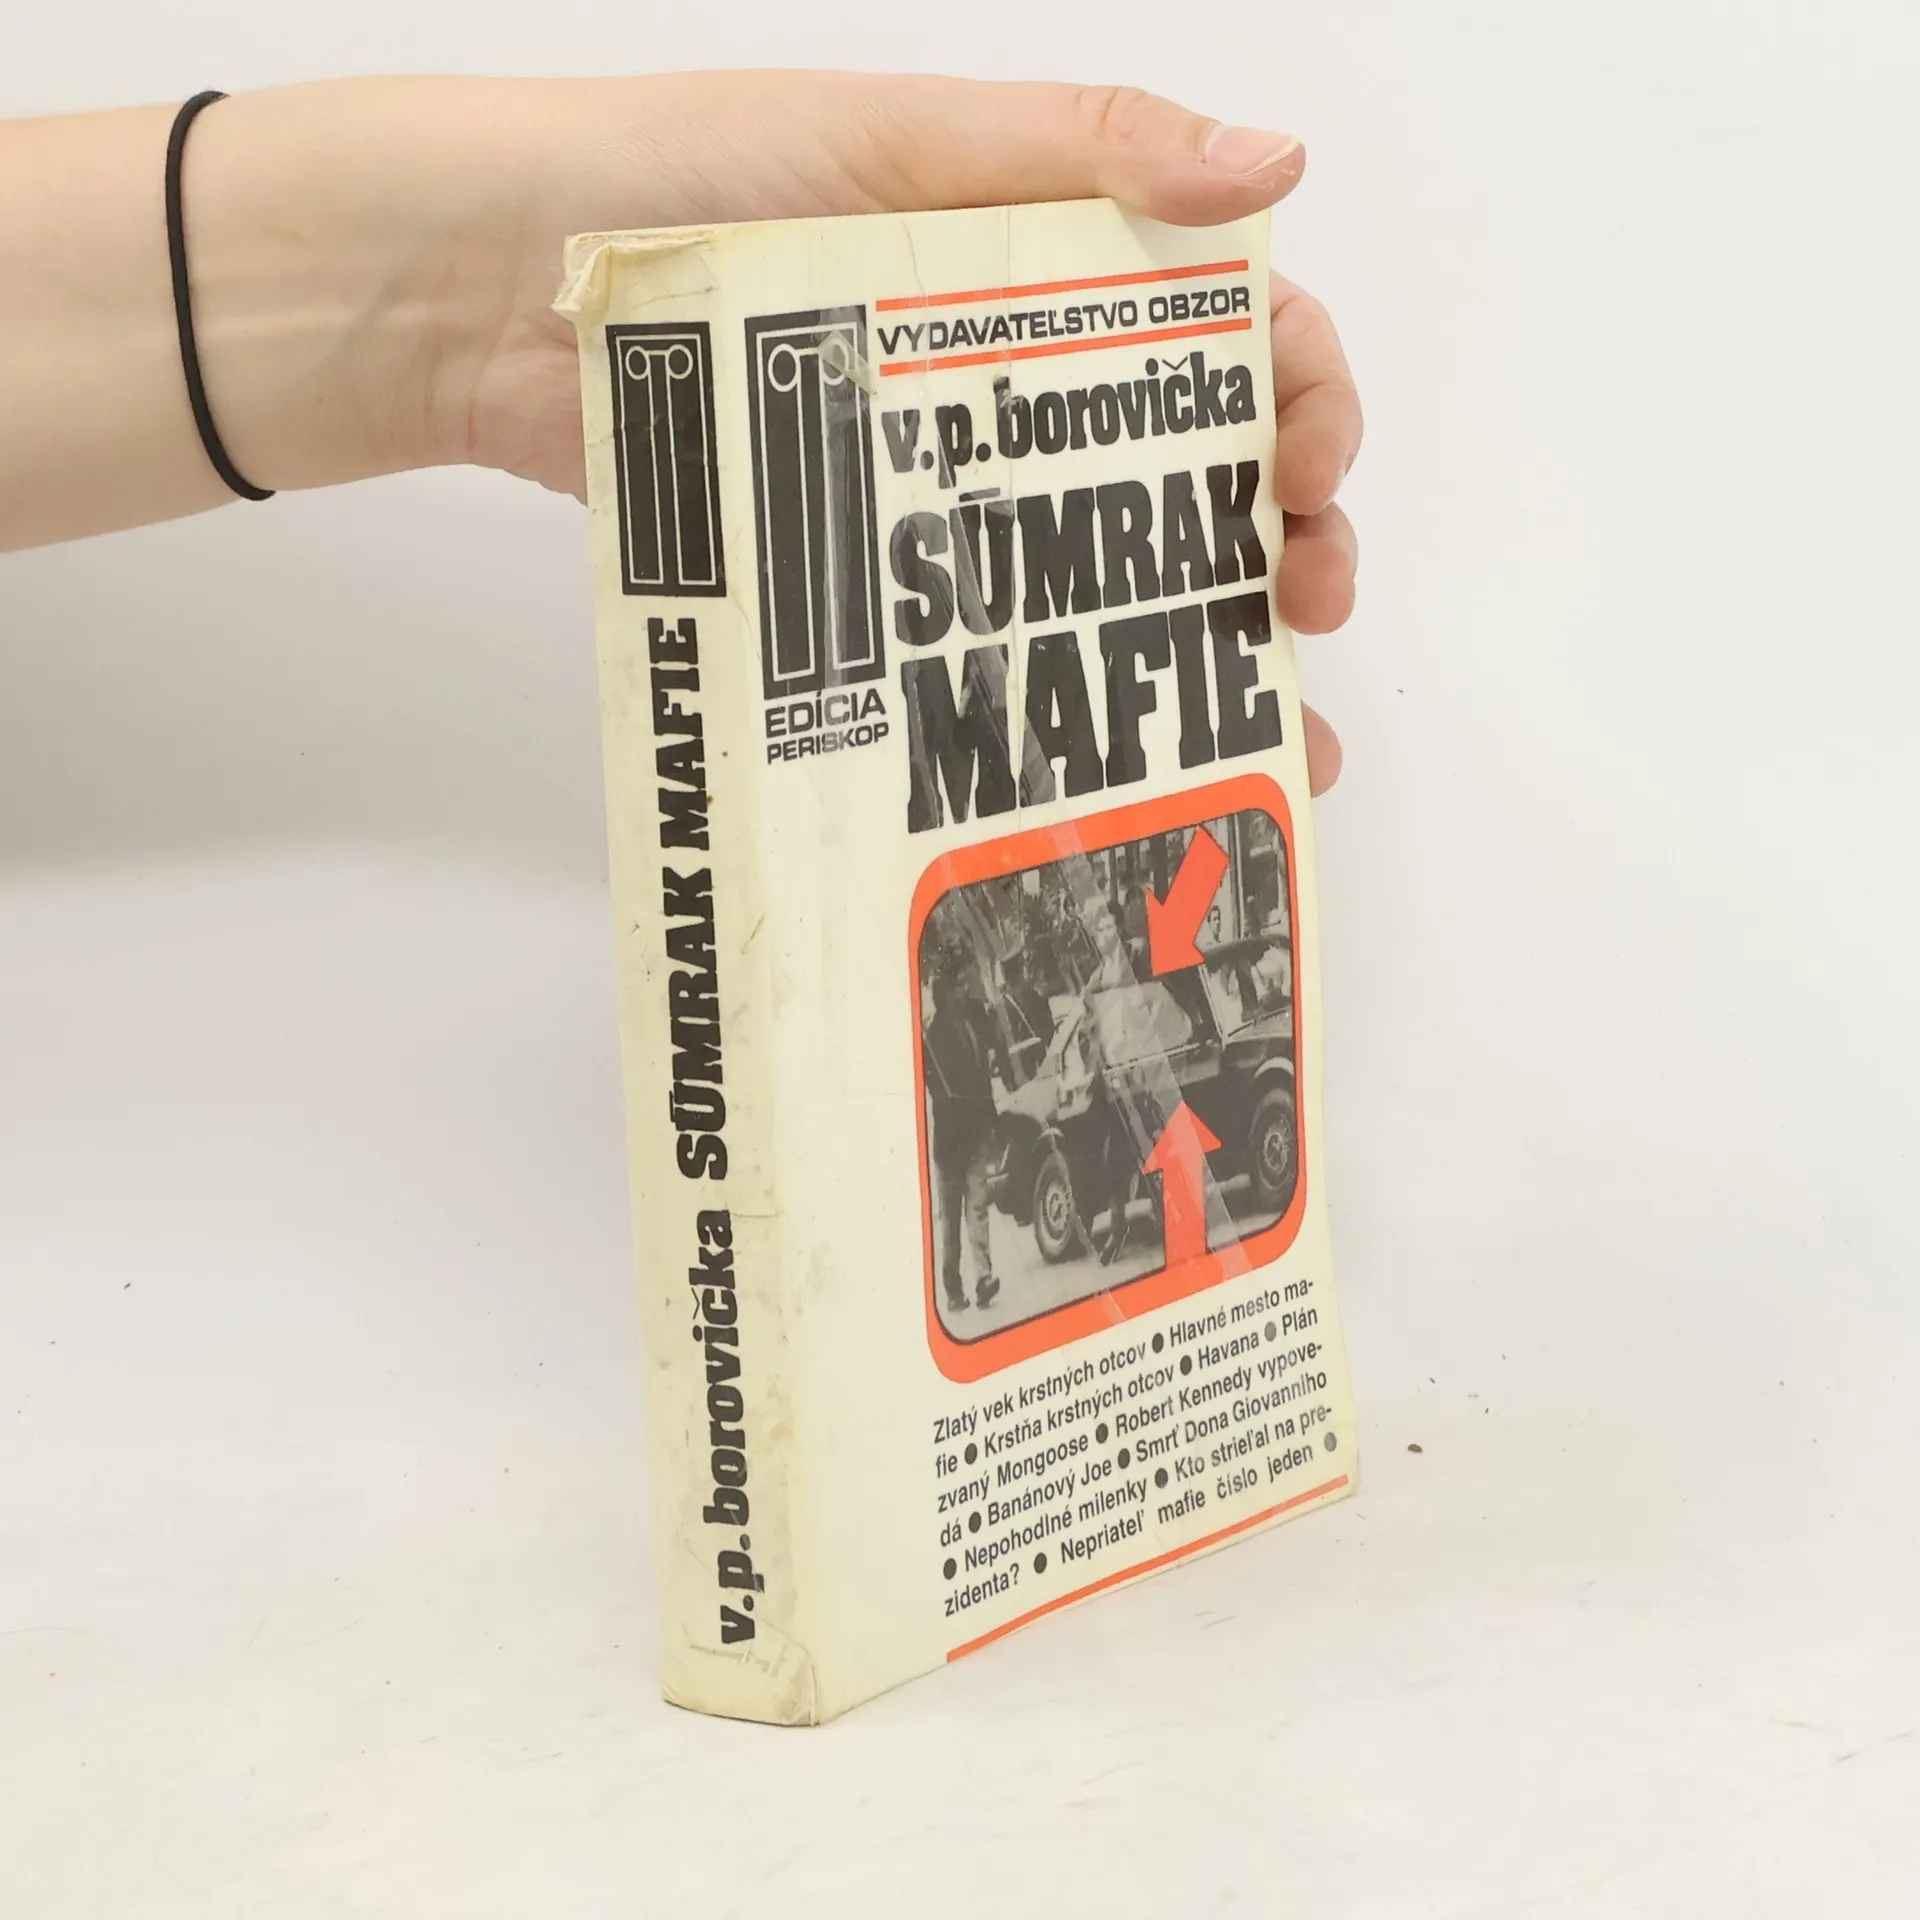 VYDAVATEĽSTVO OBZOR
v.p.borovička
SÚMRAK
MAFIE
EDÍCIA
PERISKOP
Zlatý vek krstných otcov ● Hlavné mesto ma-
fie ● Krstňa krstných otcov ● Havana ● Plán
zvaný Mongoose ● Robert Kennedy vypove-
dá ● Banánový Joe ● Smrť Dona Giovanniho
● Nepohodlné milenky ● Kto strieľal na pre-
zidenta? ● Nepriateľ mafie číslo jeden ●
v.p.borovička SÚMRAK MAFIE